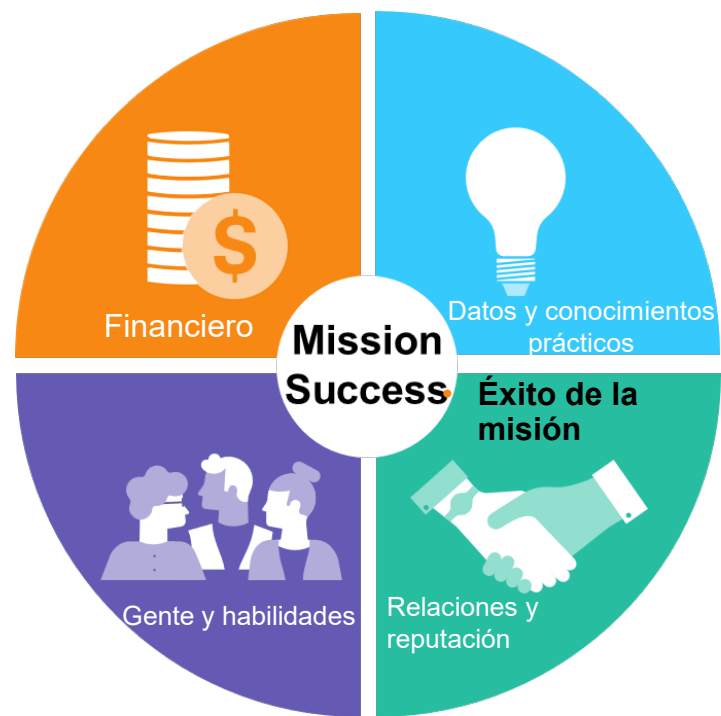 Financiero
Datos y conocimientos
prácticos
Mission
Success.
Éxito de la
misión
Gente y habilidades
Relaciones y
reputación
$